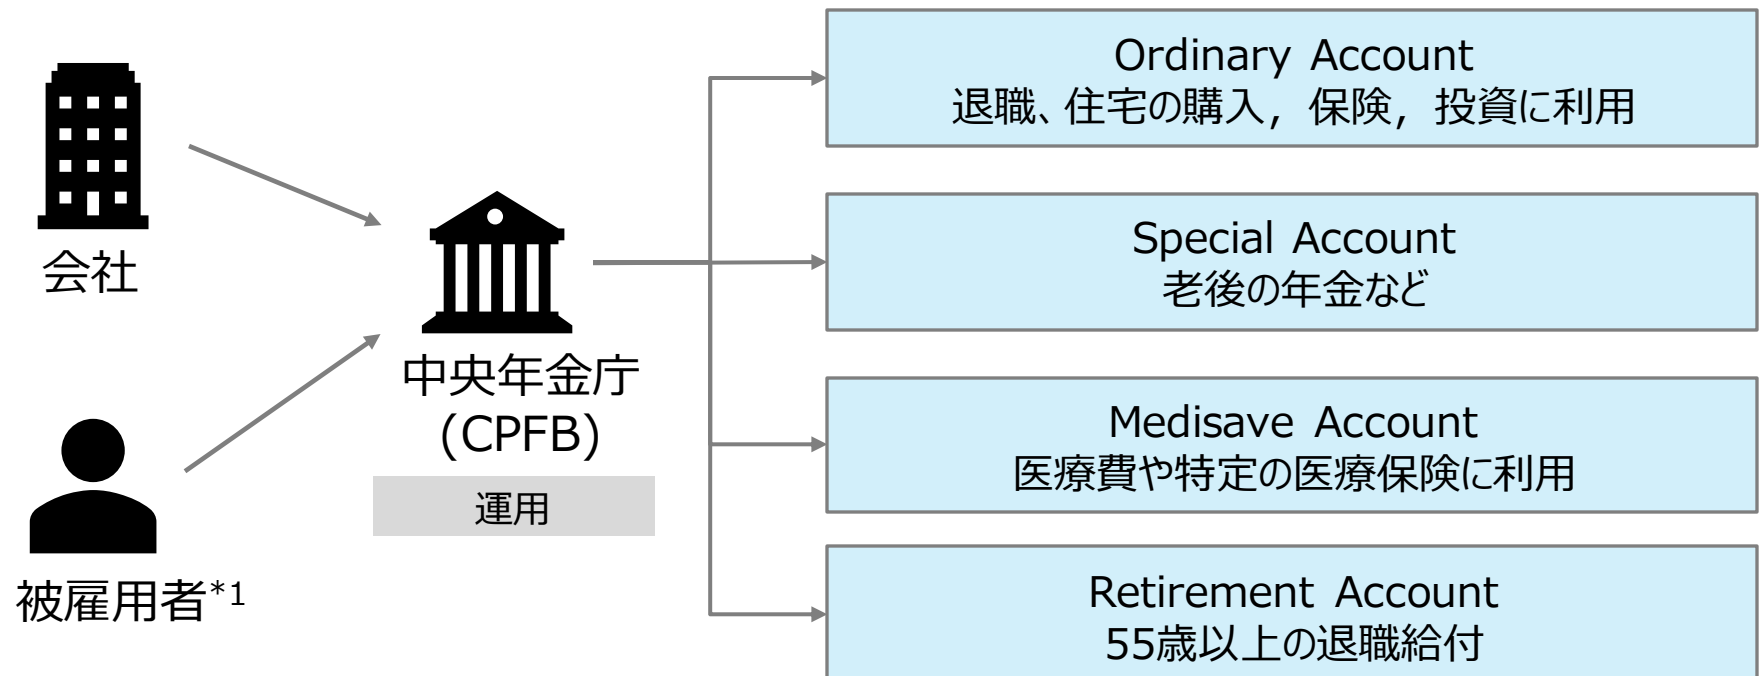 会社
被雇用者*1
中央年金庁
(CPFB)
運用
Ordinary Account
退職、住宅の購入，保険，投資に利用
Special Account
老後の年金など
Medisave Account
医療費や特定の医療保険に利用
Retirement Account
55歳以上の退職給付